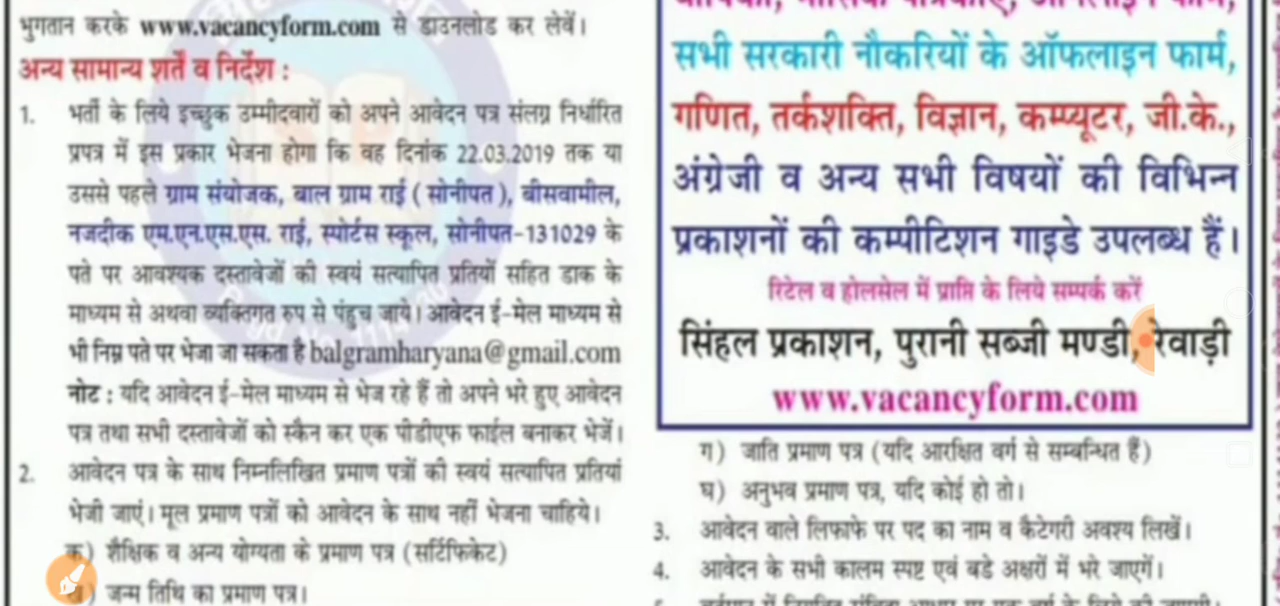 भुगतान करके www.vacancyform.com से डाउनलोड कर लेवें।
अन्य सामान्य शर्तें व निर्देश :
1. भर्ती के लिये इच्छुक उम्मीदवारों को अपने आवेदन पत्र संलग्न निर्धारित
प्रपत्र में इस प्रकार भेजना होगा कि वह दिनांक 22.03.2019 तक या
उससे पहले ग्राम संयोजक, बाल ग्राम राई ( सोनीपत ), बीसवामील,
नजदीक एम.एन.एस.एस. राई, स्पोर्टस स्कूल, सोनीपत-131029 के
पते पर आवश्यक दस्तावेजों की स्वयं सत्यापित प्रतियों सहित डाक के
माध्यम से अथवा व्यक्तिगत रुप से पंहुच जाये। आवेदन ई-मेल माध्यम से
भी निम्न पते पर भेजा जा सकता है balgramharyana@gmail.com
नोट : यदि आवेदन ई-मेल माध्यम से भेज रहे हैं तो अपने भरे हुए आवेदन
पत्र तथा सभी दस्तावेजों को स्कैन कर एक पीडीएफ फाईल बनाकर भेजें।
2. आवेदन पत्र के साथ निम्नलिखित प्रमाण पत्रों की स्वयं सत्यापित प्रतियां
भेजी जाएं। मूल प्रमाण पत्रों को आवेदन के साथ नहीं भेजना चाहिये।
क) शैक्षिक व अन्य योग्यता के प्रमाण पत्र (सर्टिफिकेट)
ख) जन्म तिथि का प्रमाण पत्र।
सभी सरकारी नौकरियों के ऑफलाइन फार्म,
गणित, तर्कशक्ति, विज्ञान, कम्प्यूटर, जी.के.,
अंग्रेजी व अन्य सभी विषयों की विभिन्न
प्रकाशनों की कम्पीटिशन गाइडे उपलब्ध हैं।
रिटेल व होलसेल में प्राप्ति के लिये सम्पर्क करें
सिंहल प्रकाशन, पुरानी सब्जी मण्डी, रेवाड़ी
www.vacancyform.com
ग) जाति प्रमाण पत्र (यदि आरक्षित वर्ग से सम्बन्धित हैं)
घ) अनुभव प्रमाण पत्र, यदि कोई हो तो।
3. आवेदन वाले लिफाफे पर पद का नाम व कैटेगरी अवश्य लिखें।
4. आवेदन के सभी कालम स्पष्ट एवं बडे अक्षरों में भरे जाएगें।